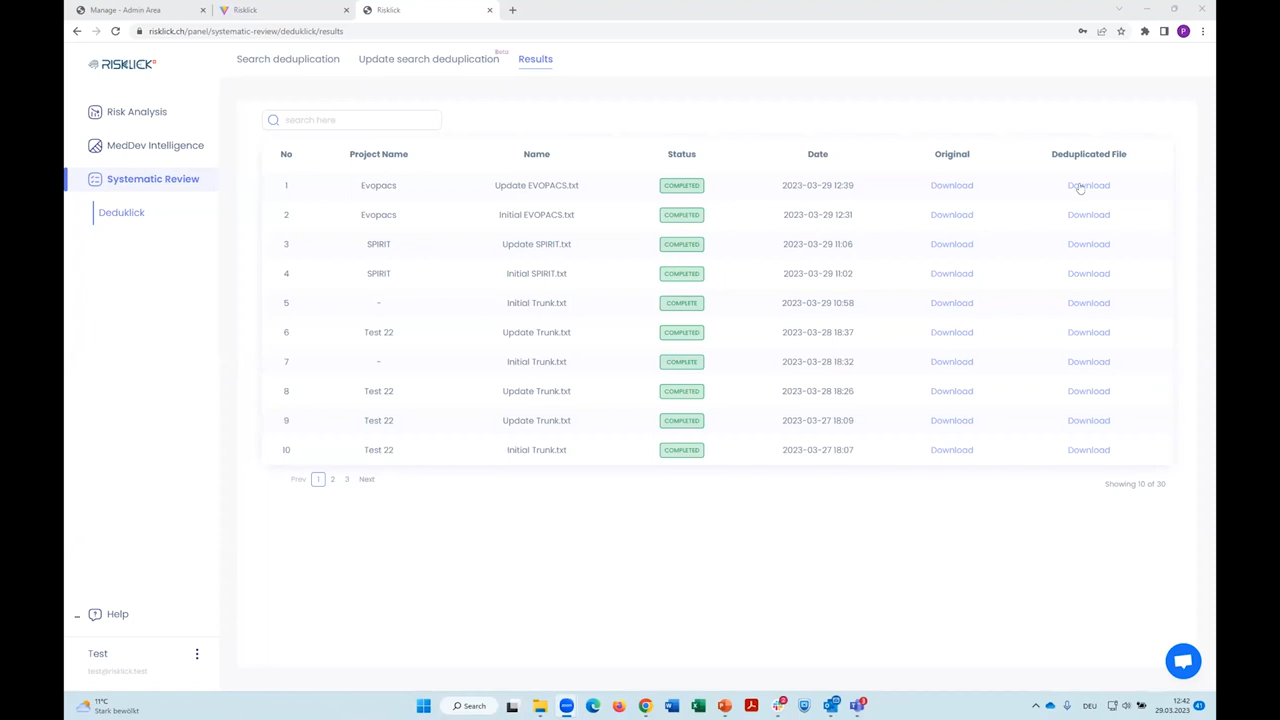 Manage - Admin Area
Risklick
Risklick
risklick.ch/panel/systematic-review/deduklick/results
P
RISKLICK
Search deduplication
Update search deduplication
Beta
Results
Risk Analysis
MedDev Intelligence
Systematic Review
Deduklick
search here
No Project Name Name Status Date Original Deduplicated File
1 Evopacs Update EVOPACS.txt COMPLETED 2023-03-29 12:39 Download Download
2 Evopacs Initial EVOPACS.txt COMPLETED 2023-03-29 12:31 Download Download
3 SPIRIT Update SPIRIT.txt COMPLETED 2023-03-29 11:06 Download Download
4 SPIRIT Initial SPIRIT.txt COMPLETED 2023-03-29 11:02 Download Download
5 - Initial Trunk.txt COMPLETE 2023-03-29 10:58 Download Download
6 Test 22 Update Trunk.txt COMPLETED 2023-03-28 18:37 Download Download
7 - Initial Trunk.txt COMPLETE 2023-03-28 18:32 Download Download
8 Test 22 Update Trunk.txt COMPLETED 2023-03-28 18:26 Download Download
9 Test 22 Update Trunk.txt COMPLETED 2023-03-27 18:09 Download Download
10 Test 22 Initial Trunk.txt COMPLETED 2023-03-27 18:07 Download Download
Prev 1 2 3 Next
Showing 10 of 30
Help
Test
test@risklick.test
11°C
Stark bewölkt
Search
DEU
12:42
29.03.2023
41